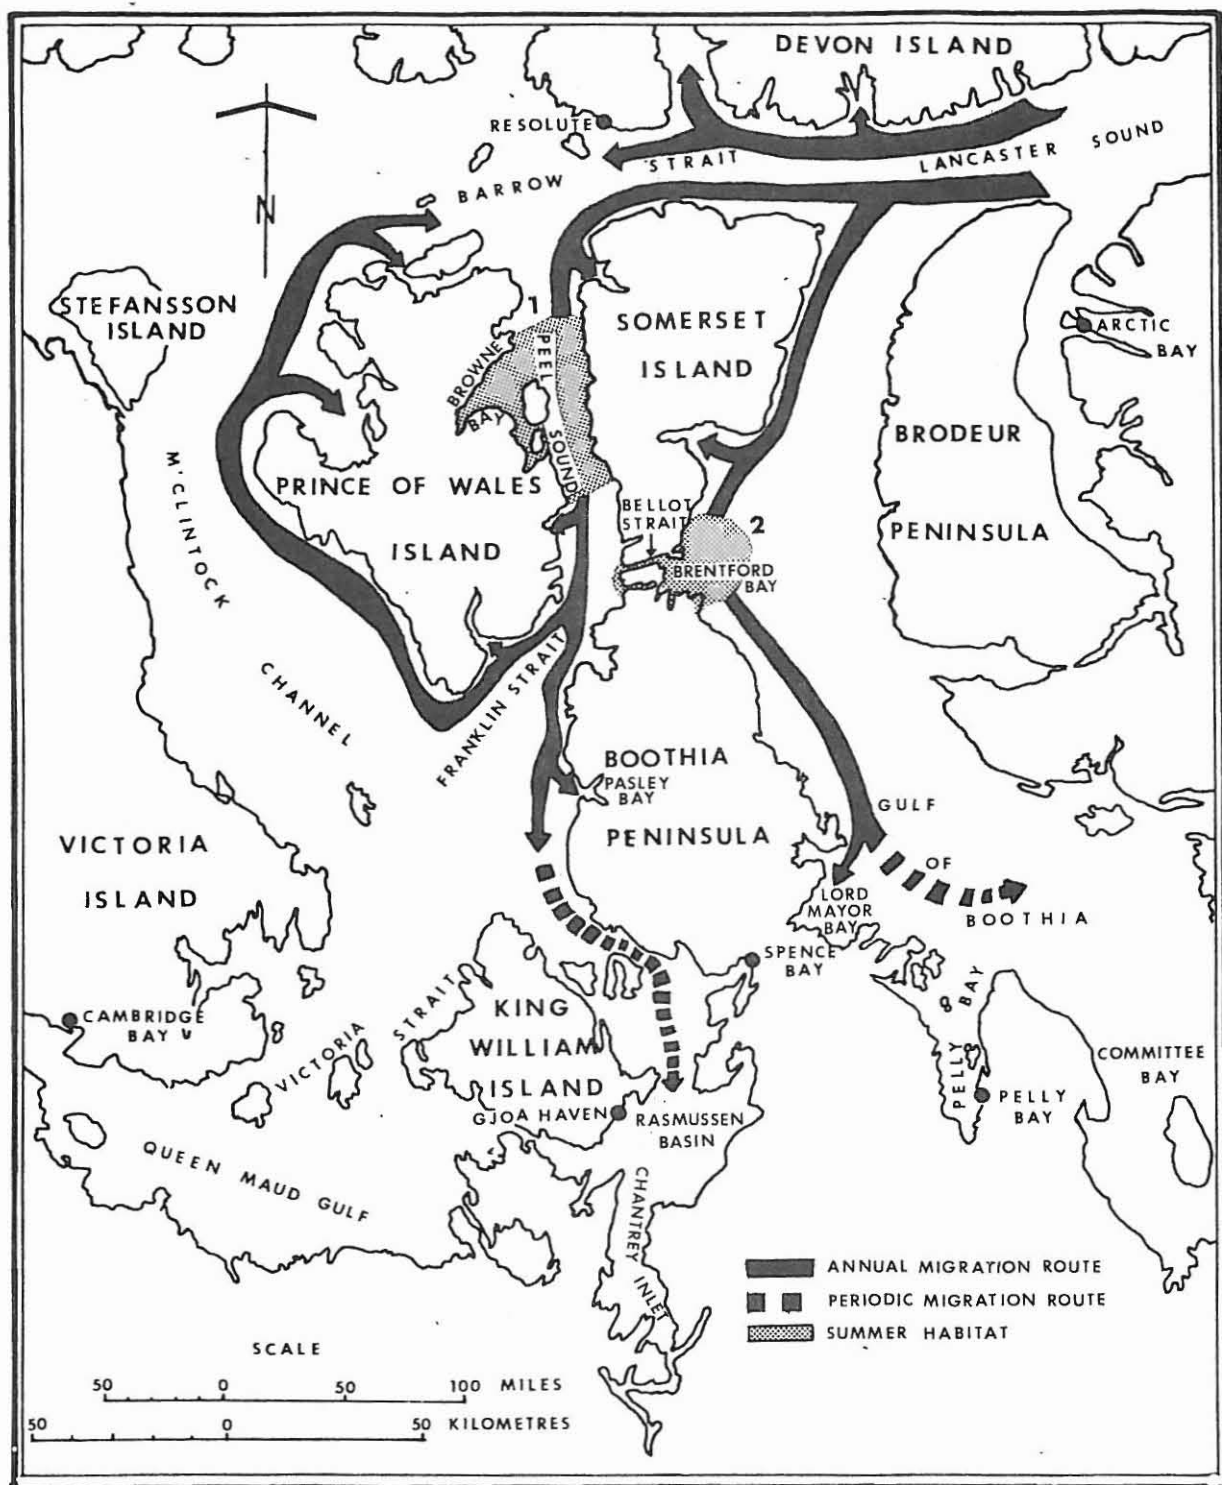 DEVON ISLAND
RESOLUTE
BARROW
STRAIT
LANCASTER SOUND
N
STEFANSSON
ISLAND
1
PEEL
SOUND
BROWNE
BAY
SOMERSET
ISLAND
ARCTIC
BAY
BRODEUR
PENINSULA
PRINCE OF WALES
ISLAND
M'CLINTOCK
CHANNEL
BELLOT
STRAIT
2
BRENTFORD
BAY
FRANKLIN STRAIT
BOOTHIA
PASLEY
BAY
PENINSULA
GULF
OF
BOOTHIA
VICTORIA
ISLAND
LORD
MAYOR
BAY
SPENCE
BAY
CAMBRIDGE
BAY
VICTORIA
STRAIT
KING
WILLIAM
ISLAND
GJOA HAVEN
RASMUSSEN
BASIN
PELLY BAY
PELLY
BAY
COMMITTEE
BAY
QUEEN MAUD GULF
CHANTREY INLET
ANNUAL MIGRATION ROUTE
PERIODIC MIGRATION ROUTE
SUMMER HABITAT
SCALE
50 0 50 100 MILES
50 0 50 KILOMETRES